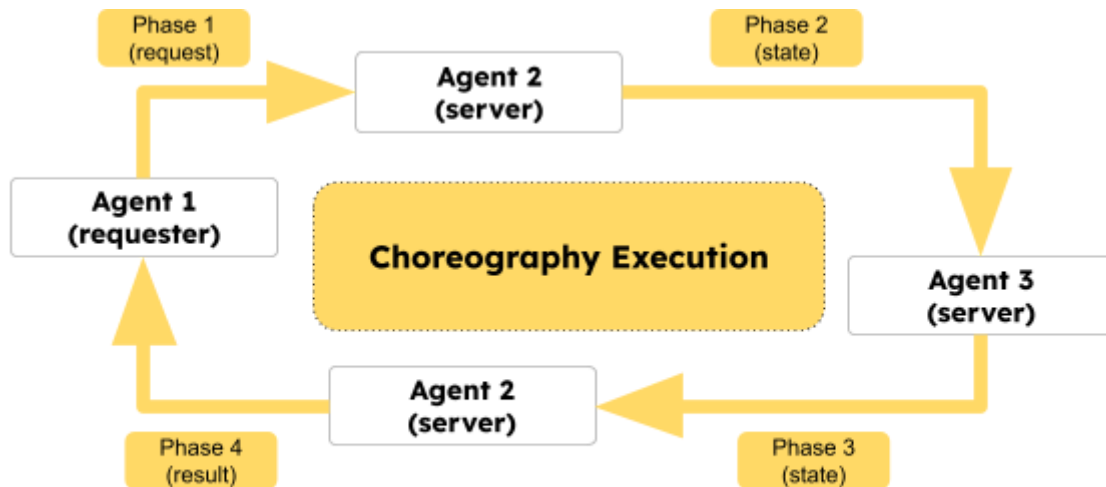 Phase 1
(request)
Agent 2
(server)
Phase 2
(state)
Agent 1
(requester)
Choreography Execution
Agent 3
(server)
Agent 2
(server)
Phase 4
(result)
Phase 3
(state)